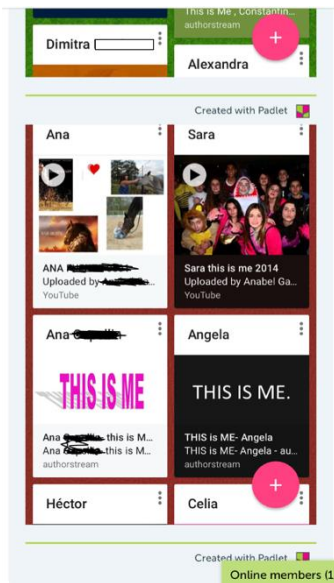 This is Me , Constantin...
authorstream
Dimitra
Alexandra
+
Created with Padlet
Ana
Sara
ANA
Uploaded by
YouTube
Sara this is me 2014
Uploaded by Anabel Ga...
YouTube
Ana
Angela
THIS IS ME
THIS IS ME.
Ana this is M...
Ana this is M...
authorstream
THIS is ME- Angela
THIS is ME- Angela - au...
authorstream
+
Héctor
Celia
Created with Padlet
Online members (1